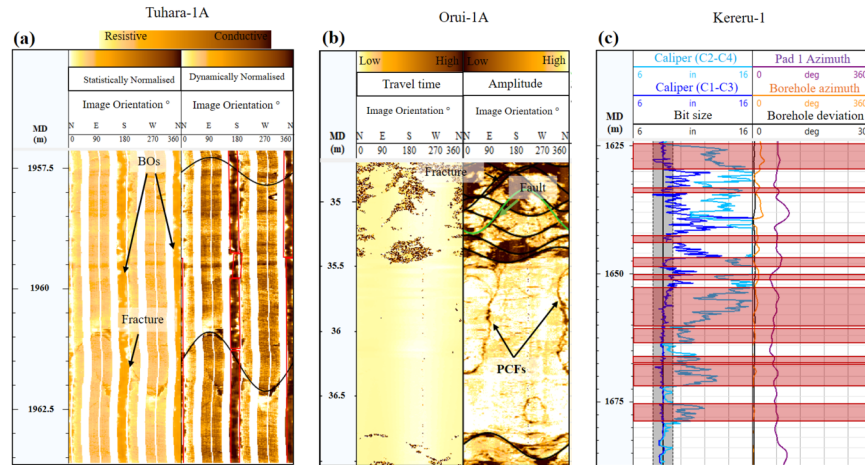 Tuhara-1A
(a)
Resistive Conductive
Statistically Normalised Dynamically Normalised
Image Orientation ° Image Orientation °
MD
(m)
N E S W N E S W N
0 90 180 270 360 90 180 270 360
1957.5
BOs
1960
Fracture
1962.5
Orui-1A
(b)
Low High Low High
Travel time Amplitude
Image Orientation ° Image Orientation °
MD
(m)
N E S W N E S W N
0 90 180 270 360 90 180 270 360
Fracture
Fault
35
35.5
36
PCFs
36.5
Kereru-1
(c)
Caliper (C2-C4) Pad 1 Azimuth
6 in 16 0 deg 360
Caliper (C1-C3) Borehole azimuth
6 in 16 0 deg 360
MD
(m)
Bit size Borehole deviation
6 in 16 0 deg 30
1625
1650
1675